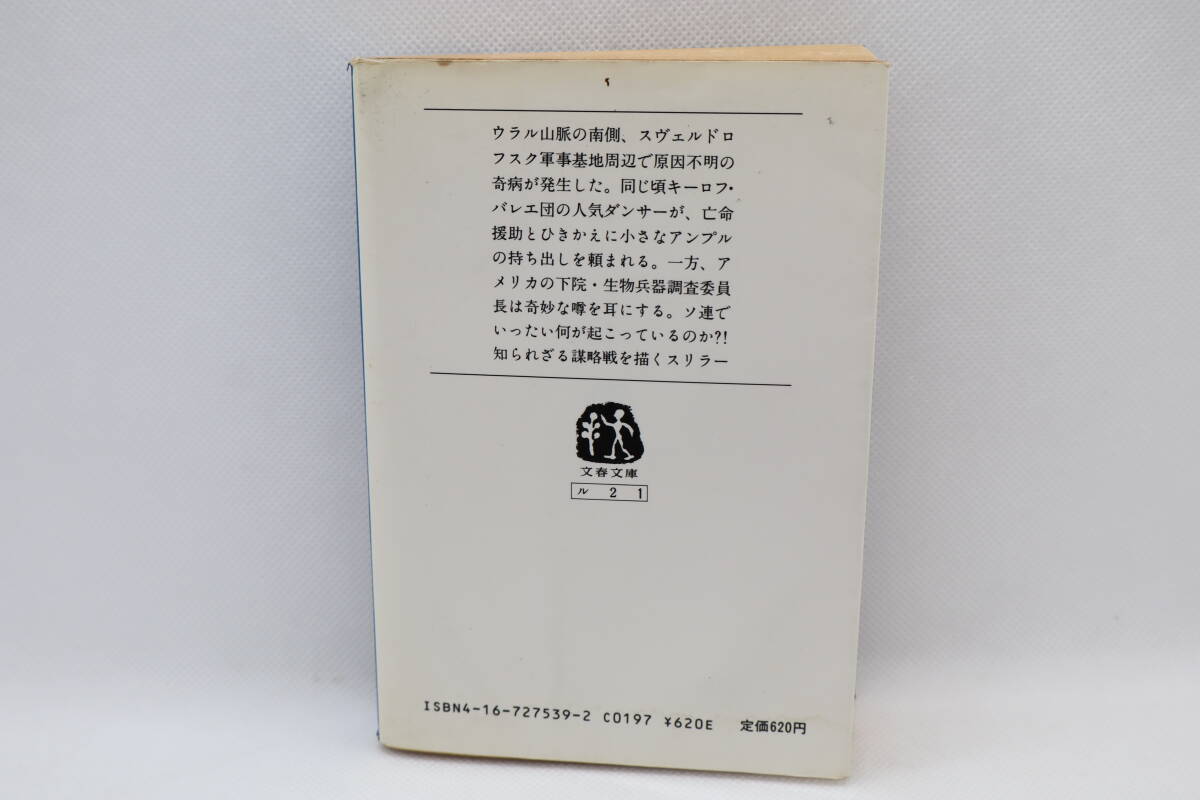 ウラル山脈の南側、スヴェルドロ
フスク軍事基地周辺で原因不明の
奇病が発生した。同じ頃キーロフ・
バレエ団の人気ダンサーが、亡命
援助とひきかえに小さなアンプル
の持ち出しを頼まれる。一方、ア
メリカの下院・生物兵器調査委員
長は奇妙な噂を耳にする。ソ連で
いったい何が起こっているのか?!
知られざる謀略戦を描くスリラー
文春文庫
ル 2 1
ISBN4-16-727539-2 C0197 ¥620E 定価620円